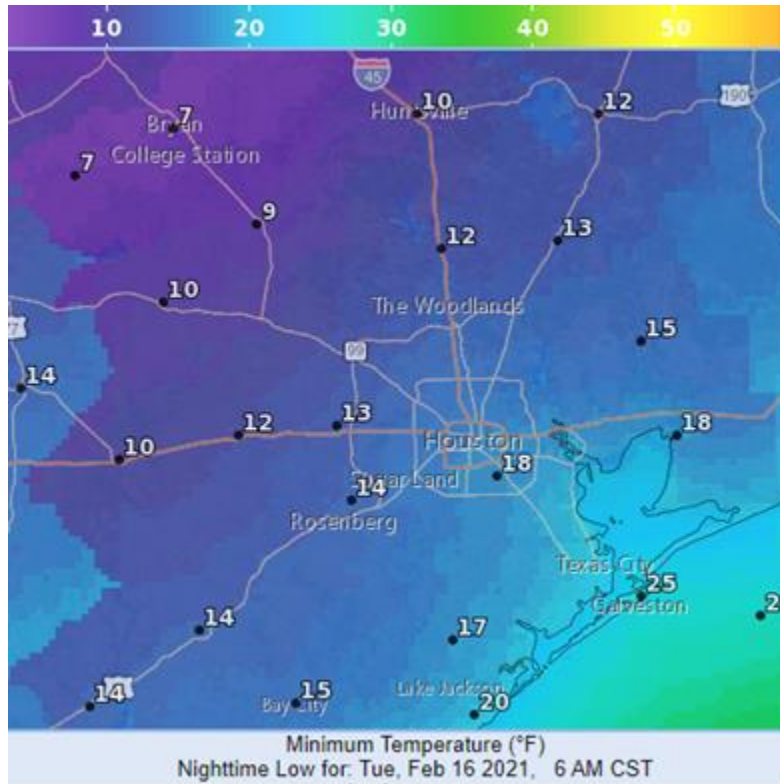 10 20 30 40 50
45
190
10
12
7
Huntsville
Bryan
College Station
7
9
12
13
10
The Woodlands
77
99
15
14
13
12
10
Houston
18
18
Sugar Land
14
Rosenberg
Texas City
25
Galveston
2
14
17
14
15
Bay City
Lake Jackson
20
Minimum Temperature (°F)
Nighttime Low for: Tue, Feb 16 2021, 6 AM CST